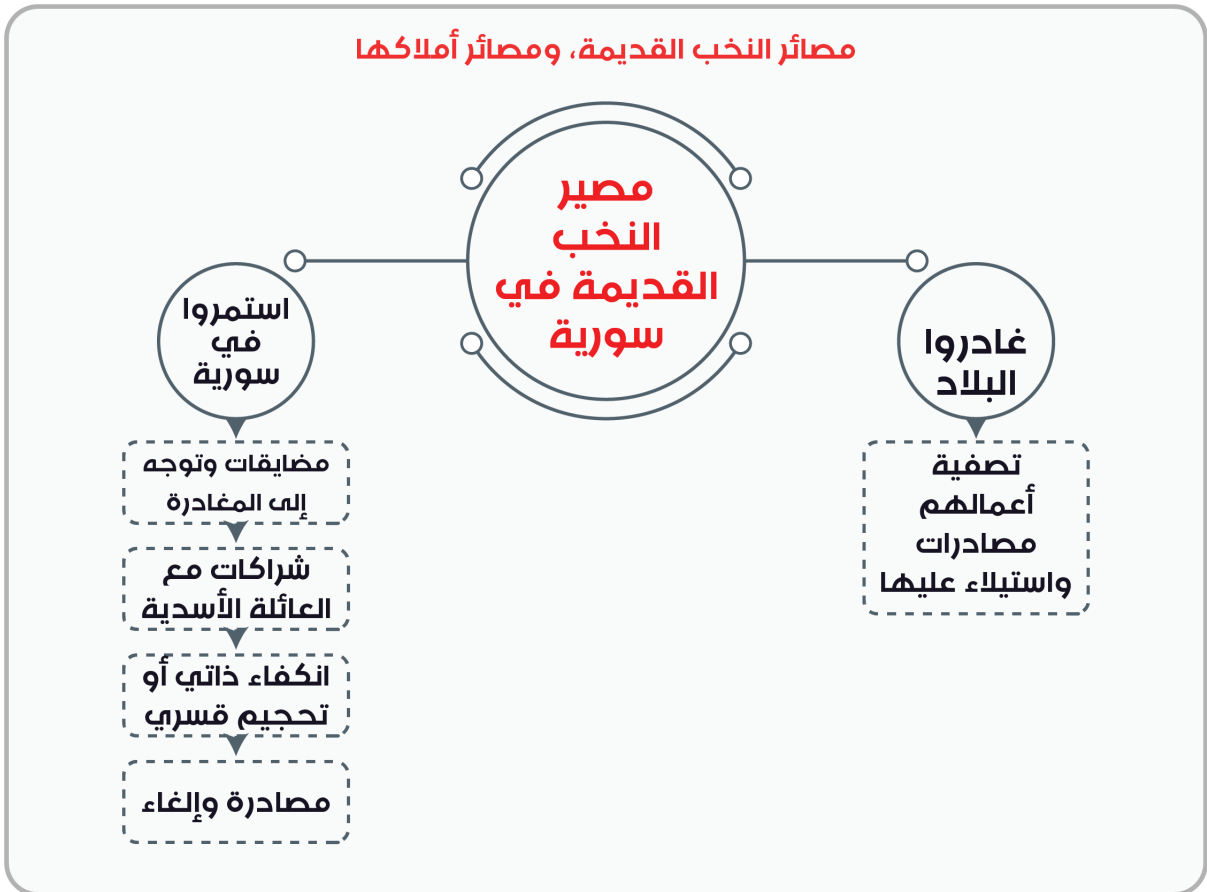 مصائر النخب القديمة، ومصائر أملاكها
مصير
النخب
القديمة في
سورية
غادروا
البلاد
تصفية
أعمالهم
مصادرات
واستيلاء عليها
استمروا
في
سورية
مضايقات وتوجه
إلى المغادرة
شراكات مع
العائلة الأسدية
انكفاء ذاتي أو
تحجيم قسري
مصادرة وإلغاء